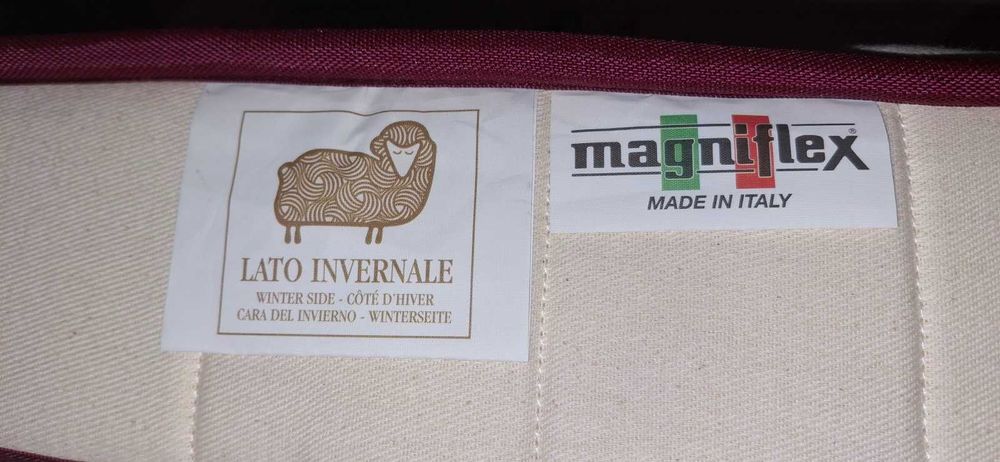 LATO INVERNALE
WINTER SIDE - CÔTÉ D'HIVER
CARA DEL INVIERNO - WINTERSEITE
magniflex®
MADE IN ITALY